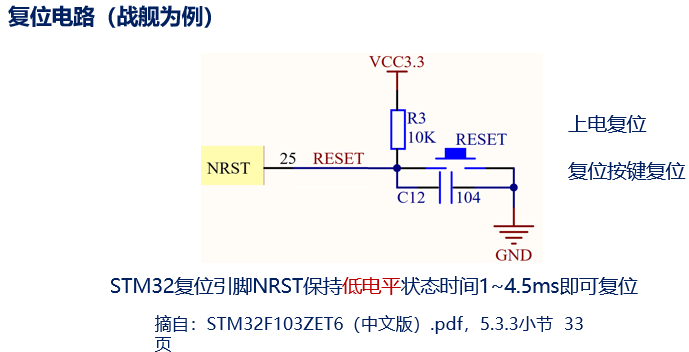 复位电路（战舰为例）
VCC3.3
R3
10K
RESET
NRST
25
RESET
C12
104
GND
上电复位
复位按键复位
STM32复位引脚NRST保持低电平状态时间1~4.5ms即可复位
摘自：STM32F103ZET6（中文版）.pdf，5.3.3小节 33
页